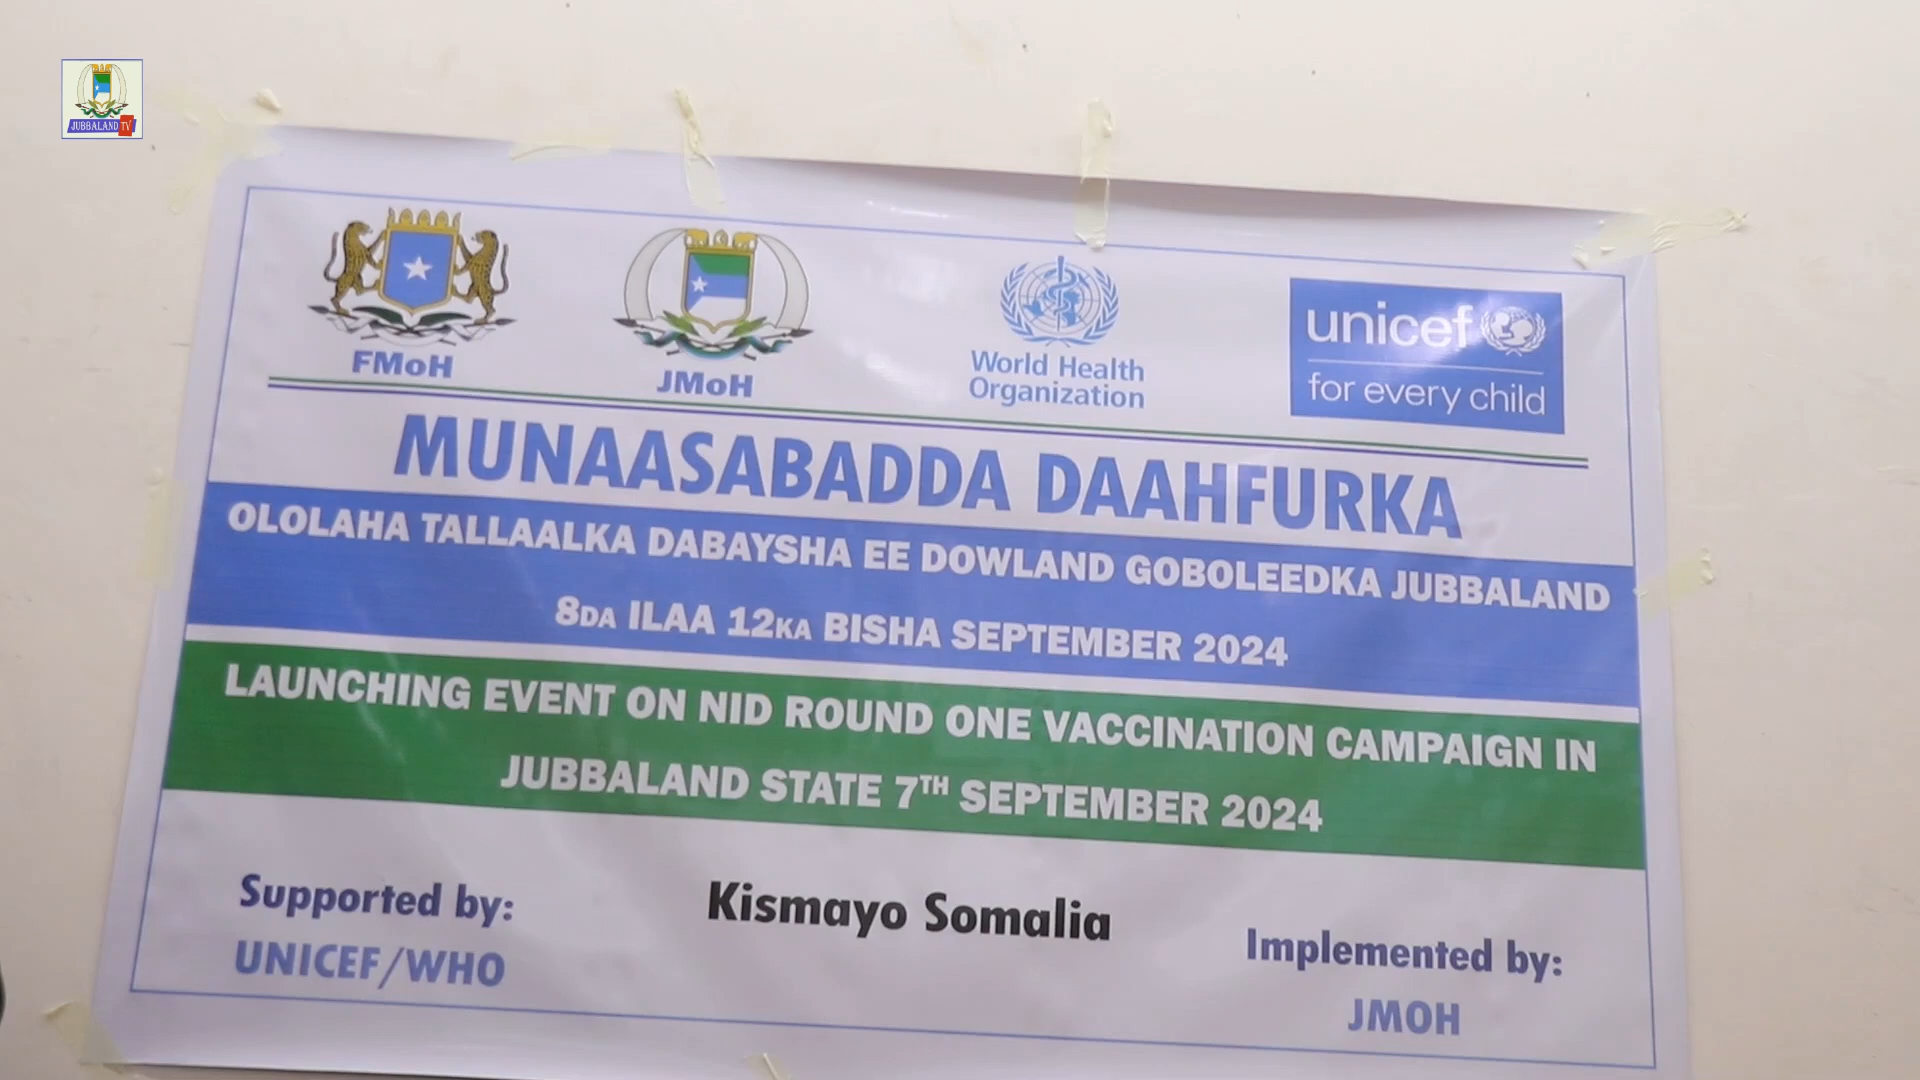 JUBBALAND TV
FMoH
JMoH
World Health
Organization
unicef
for every child
MUNAASABADDA DAAHFURKA
OLOLAHA TALLAALKA DABAYSHA EE DOWLAND GOBOLEEDKA JUBBALAND
8DA ILAA 12KA BISHA SEPTEMBER 2024
LAUNCHING EVENT ON NID ROUND ONE VACCINATION CAMPAIGN IN
JUBBALAND STATE 7TH SEPTEMBER 2024
Supported by:
UNICEF/WHO
Kismayo Somalia
Implemented by:
JMOH